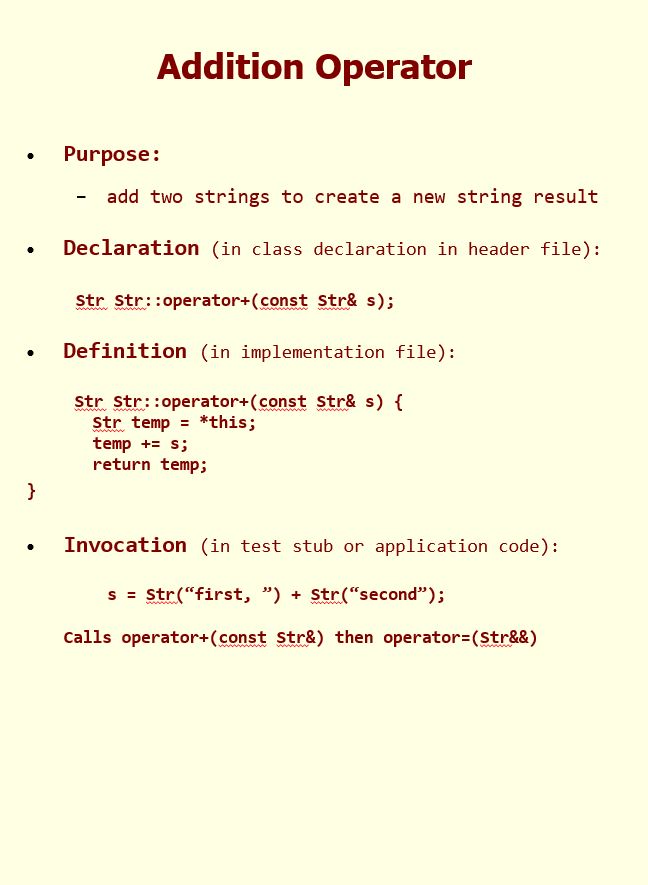 Addition Operator
• Purpose:
– add two strings to create a new string result
• Declaration (in class declaration in header file):
Str Str::operator+(const Str& s);
• Definition (in implementation file):
Str Str::operator+(const Str& s) {
Str temp = *this;
temp += s;
return temp;
}
• Invocation (in test stub or application code):
s = Str(“first, ”) + Str(“second”);
Calls operator+(const Str&) then operator=(Str&&)